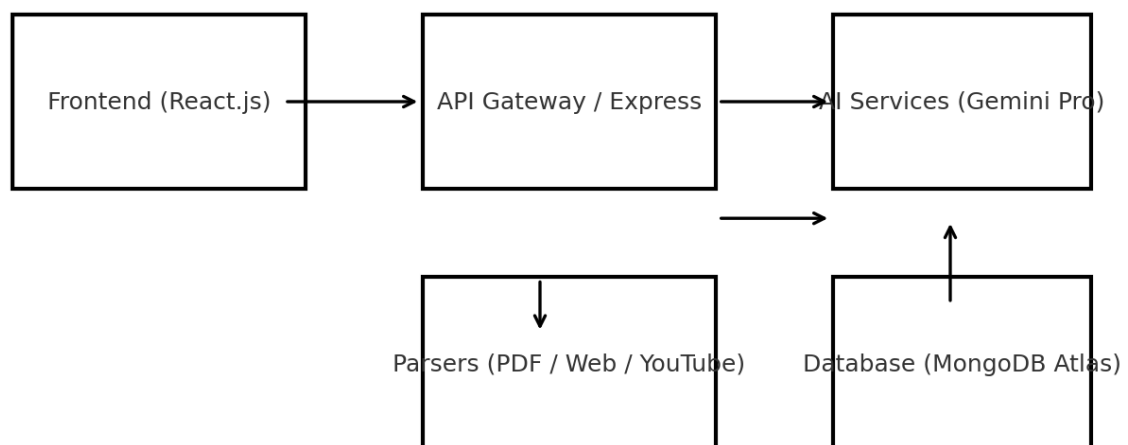 Frontend (React.js)
API Gateway / Express
AI Services (Gemini Pro)
Parsers (PDF / Web / YouTube)
Database (MongoDB Atlas)